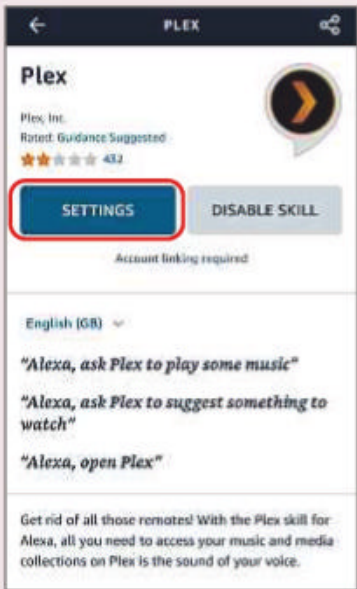 PLEX
Plex
Plex, Inc.
Rated: Guidance Suggested
432
SETTINGS
DISABLE SKILL
Account linking required
English (GB)
"Alexa, ask Plex to play some music"
"Alexa, ask Plex to suggest something to
watch"
"Alexa, open Plex"
Get rid of all those remotes! With the Plex skill for
Alexa, all you need to access your music and media
collections on Plex is the sound of your voice.